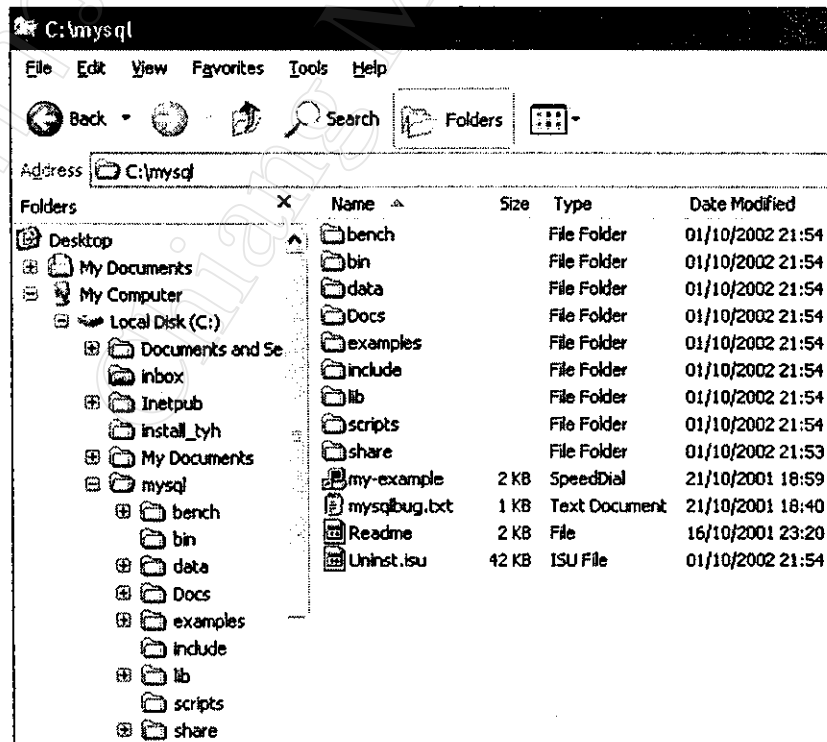 C:\mysql
File Edit View Favorites Tools Help
Back Search Folders
Address C:\mysql
Folders × Name Size Type Date Modified
Desktop
My Documents
My Computer
Local Disk (C:)
Documents and Se
inbox
Inetpub
install_tyh
My Documents
mysql
bench
bin
data
Docs
examples
include
lib
scripts
share
bench File Folder 01/10/2002 21:54
bin File Folder 01/10/2002 21:54
data File Folder 01/10/2002 21:54
Docs File Folder 01/10/2002 21:54
examples File Folder 01/10/2002 21:54
include File Folder 01/10/2002 21:54
lib File Folder 01/10/2002 21:54
scripts File Folder 01/10/2002 21:54
share File Folder 01/10/2002 21:53
my-example 2 KB SpeedDial 21/10/2001 18:59
mysqlbug.txt 1 KB Text Document 21/10/2001 18:40
Readme 2 KB File 16/10/2001 23:20
Uninst.isu 42 KB ISU File 01/10/2002 21:54